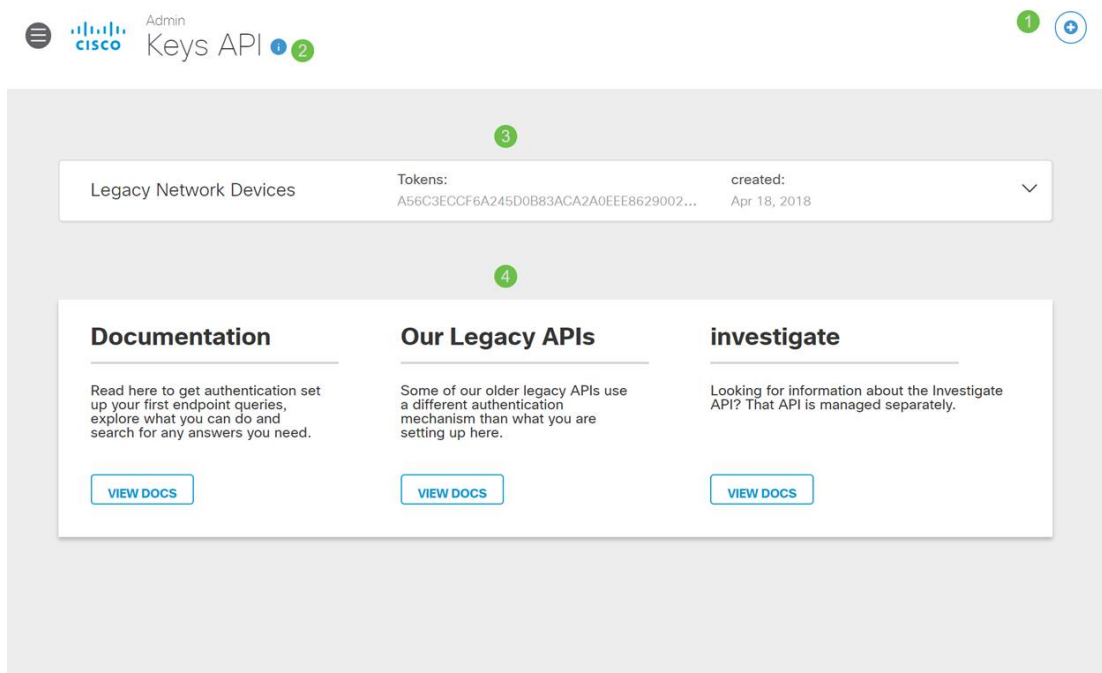 Admin
CISCO
Keys API
i
2
1
3
Legacy Network Devices
Tokens:
A56C3ECCF6A245D0B83ACA2A0EEE8629002...
created:
Apr 18, 2018
4
Documentation
Read here to get authentication set
up your first endpoint queries,
explore what you can do and
search for any answers you need.
VIEW DOCS
Our Legacy APIs
Some of our older legacy APIs use
a different authentication
mechanism than what you are
setting up here.
VIEW DOCS
investigate
Looking for information about the Investigate
API? That API is managed separately.
VIEW DOCS